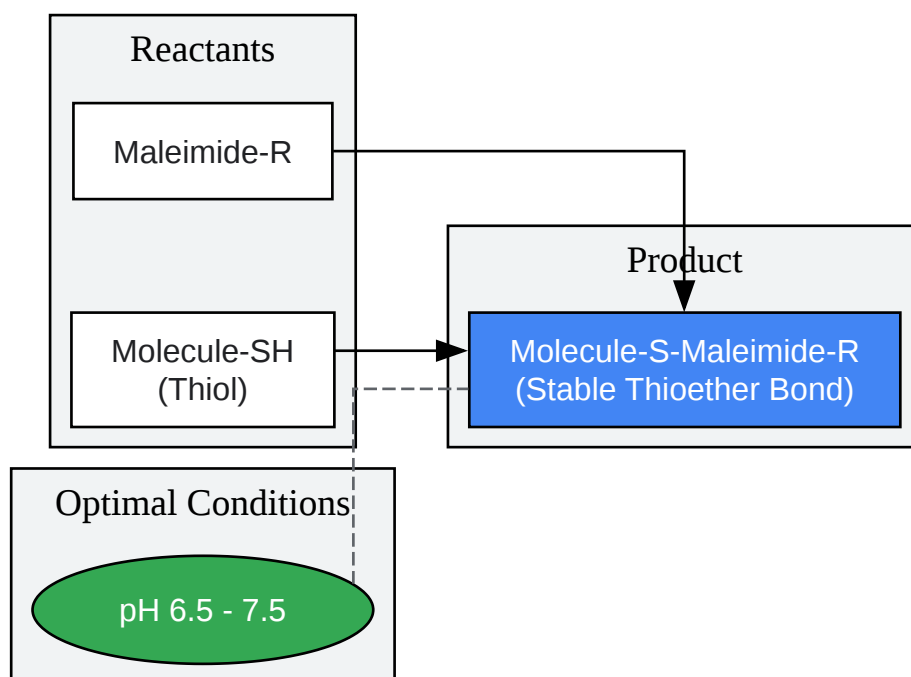 Reactants
Maleimide-R
Molecule-SH
(Thiol)
Product
Molecule-S-Maleimide-R
(Stable Thioether Bond)
Optimal Conditions
pH 6.5 - 7.5